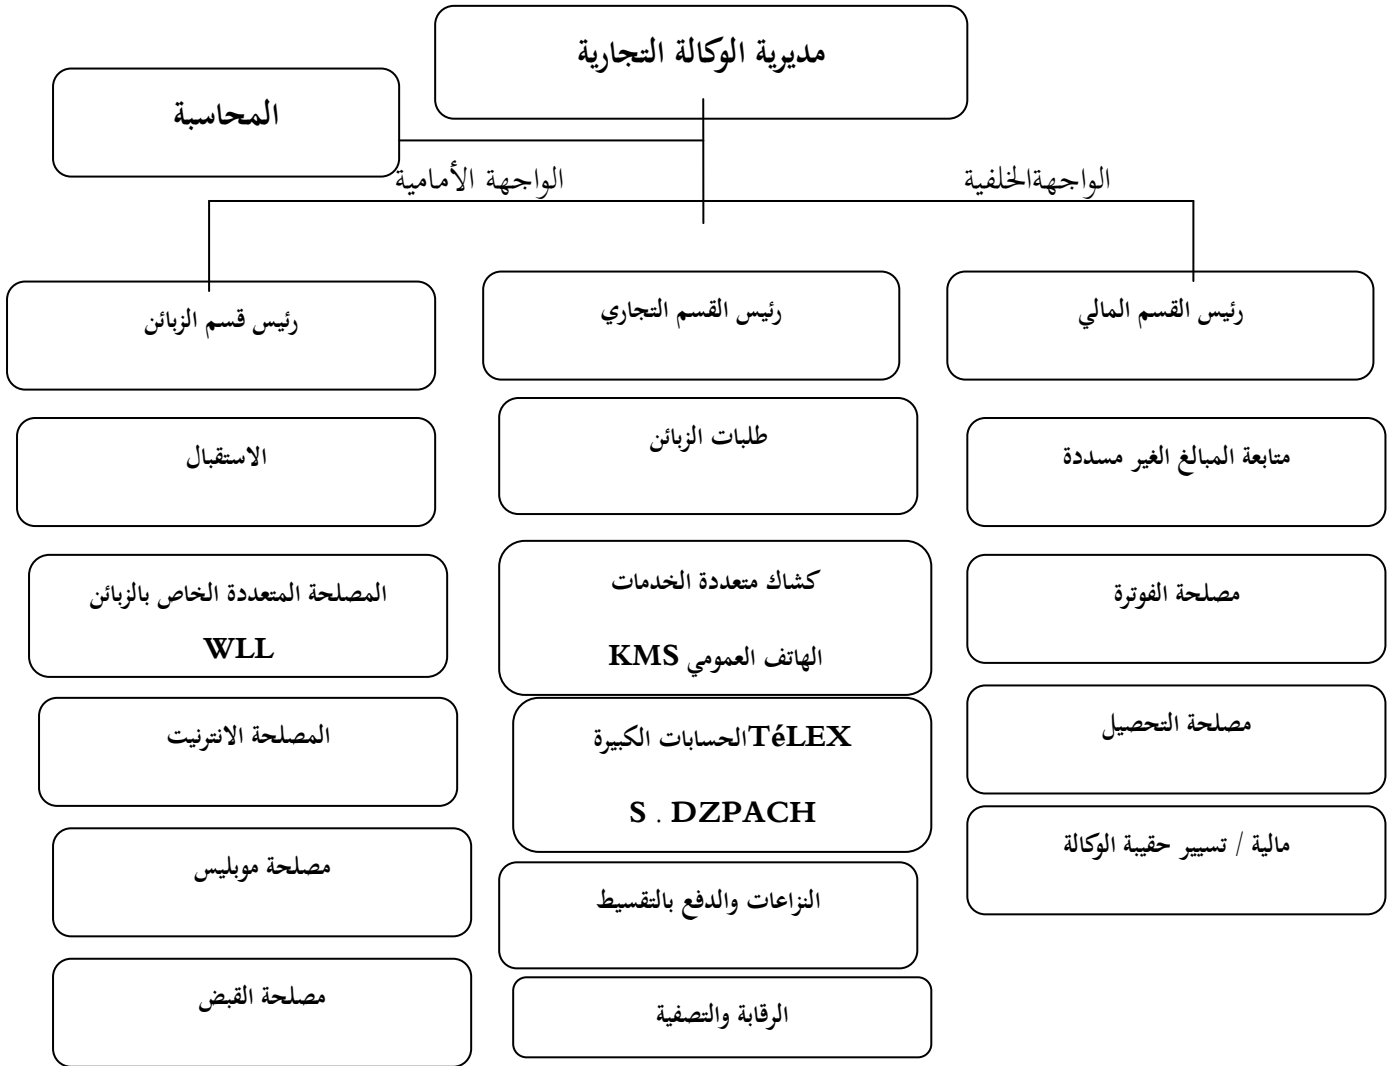 مديرية الوكالة التجارية
المحاسبة
الواجهةالخلفية
الواجهة الأمامية
رئيس القسم المالي
رئيس القسم التجاري
رئيس قسم الزبائن
متابعة المبالغ الغير مسددة
مصلحة الفوترة
مصلحة التحصيل
مالية / تسيير حقيبة الوكالة
طلبات الزبائن
كشاك متعددة الخدمات
الهاتف العمومي KMS
TéLEXالحسابات الكبيرة
S . DZPACH
النزاعات والدفع بالتقسيط
الرقابة والتصفية
الاستقبال
المصلحة المتعددة الخاص بالزبائن
WLL
المصلحة الانترنيت
مصلحة موبليس
مصلحة القبض